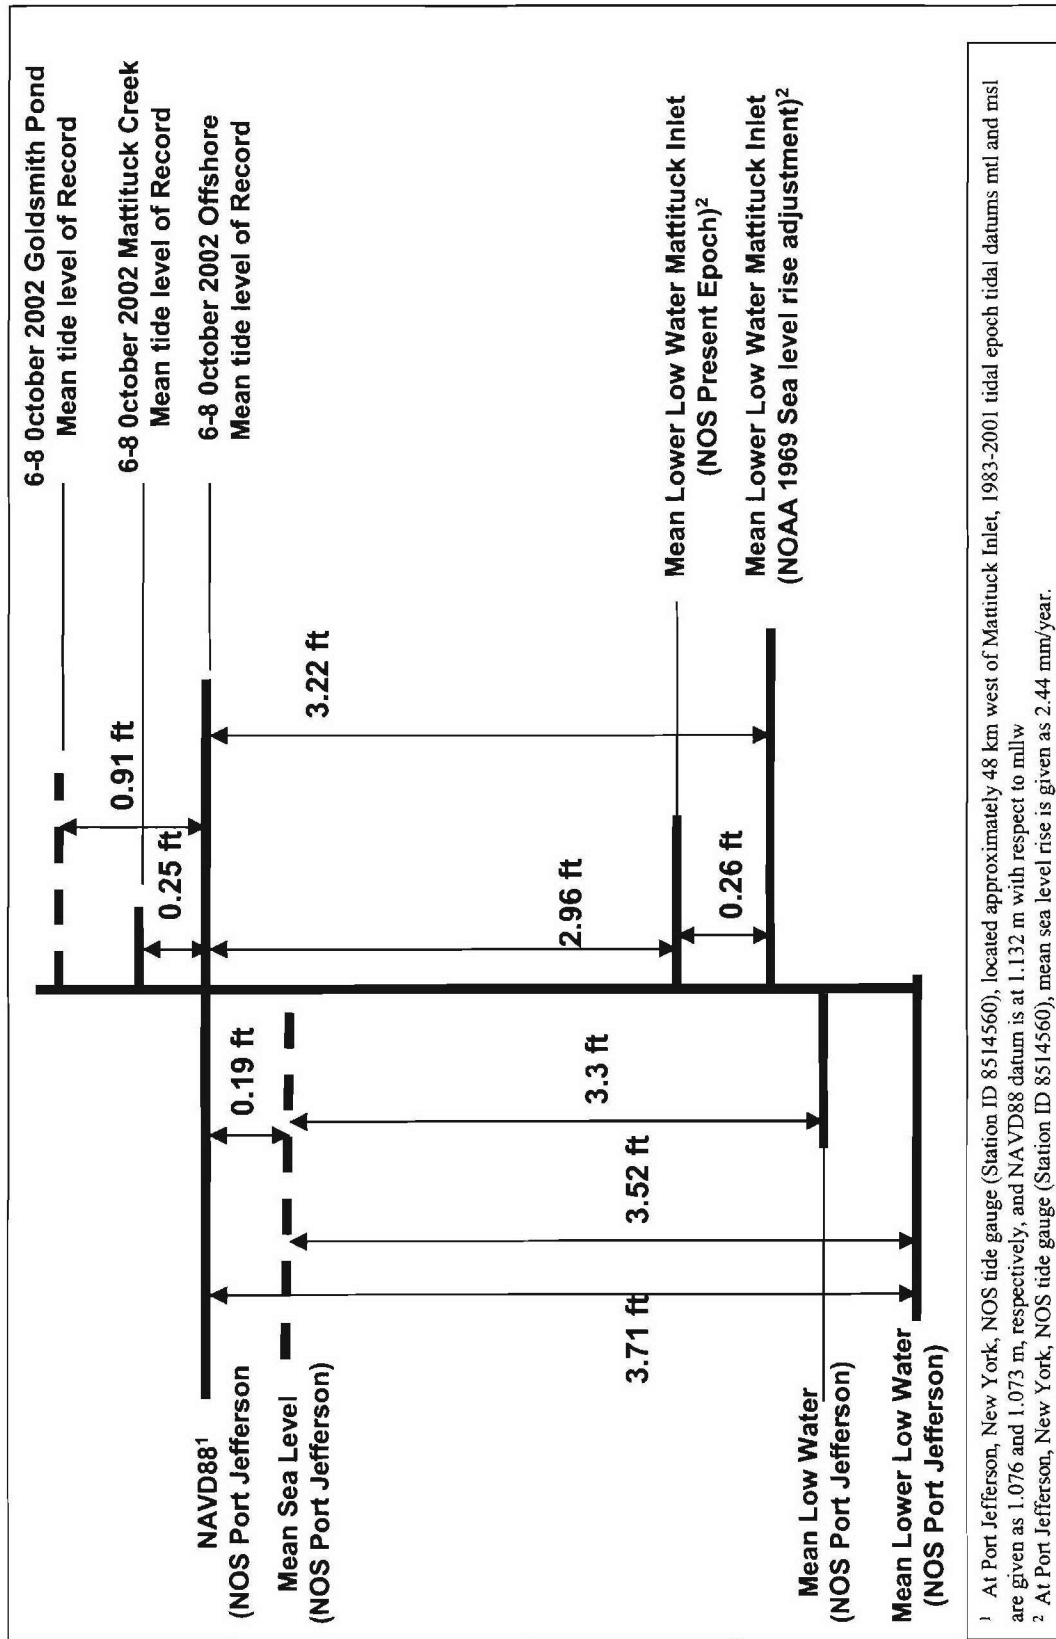 6-8 October 2002 Goldsmith Pond
Mean tide level of Record
6-8 October 2002 Mattituck Creek
Mean tide level of Record
6-8 October 2002 Offshore
Mean tide level of Record
0.91 ft
0.25 ft
3.22 ft
2.96 ft
0.26 ft
Mean Lower Low Water Mattituck Inlet
(NOS Present Epoch)²
Mean Lower Low Water Mattituck Inlet
(NOAA 1969 Sea level rise adjustment)²
NAVD88¹
(NOS Port Jefferson)
Mean Sea Level
(NOS Port Jefferson)
0.19 ft
3.3 ft
3.52 ft
3.71 ft
Mean Low Water
(NOS Port Jefferson)
Mean Lower Low Water
(NOS Port Jefferson)
¹ At Port Jefferson, New York, NOS tide gauge (Station ID 8514560), located approximately 48 km west of Mattituck Inlet, 1983-2001 tidal epoch tidal datums mtl and msl
are given as 1.076 and 1.073 m, respectively, and NAVD88 datum is at 1.132 m with respect to mllw
² At Port Jefferson, New York, NOS tide gauge (Station ID 8514560), mean sea level rise is given as 2.44 mm/year.